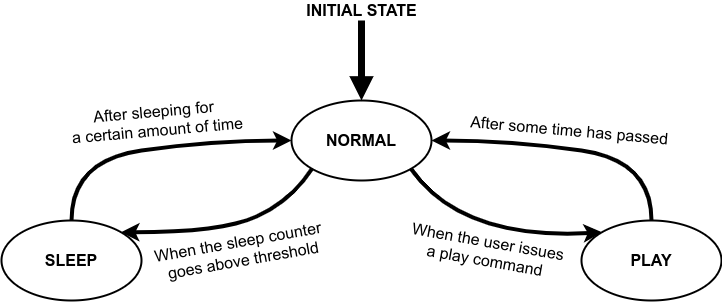 INITIAL STATE
After sleeping for
a certain amount of time
After some time has passed
NORMAL
When the sleep counter
goes above threshold
When the user issues
a play command
SLEEP
PLAY